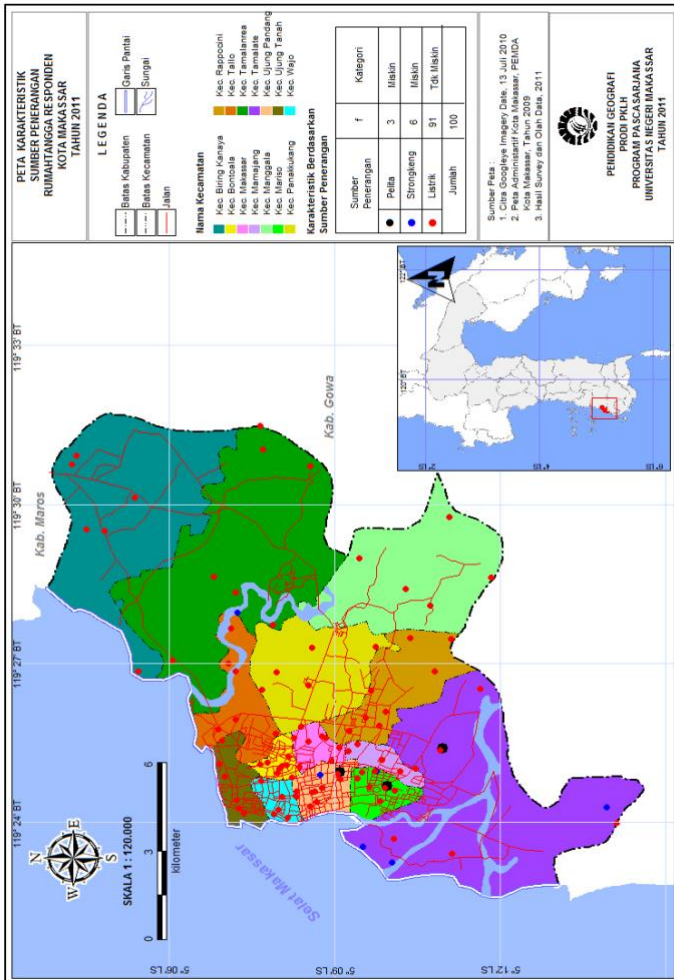 PETA KARAKTERISTIK
SUMBER PENERANGAN
RUMAHTANGGA RESPONDEN
KOTA MAKASSAR
TAHUN 2011
L E G E N D A
Batas Kabupaten
Garis Pantai
Batas Kecamatan
Sungai
Jalan
Nama Kecamatan
Kec. Biring Kanaya
Kec. Rappocini
Kec. Bontoala
Kec. Tallo
Kec. Makassar
Kec. Tamalanrea
Kec. Mamajang
Kec. Tamalate
Kec. Manggala
Kec. Ujung Pandang
Kec. Mariso
Kec. Ujung Tanah
Kec. Panakkukang
Kec. Wajo
Karakteristik Berdasarkan
Sumber Penerangan
Sumber Penerangan f Kategori
Pelita 3 Miskin
Strongkeng 6 Miskin
Listrik 91 Tdk Miskin
Jumlah 100
Sumber Peta :
1. Citra Googleye Imagery Date, 13 Juli 2010
2. Peta Administartif Kota Makassar, PEMDA
Kota Makassar, Tahun 2009
3. Hasil Survey dan Olah Data, 2011
PENDIDIKAN GEOGRAFI
PRODI PKLH
PROGRAM PASCASARJANA
UNIVERSITAS NEGERI MAKASSAR
TAHUN 2011
N
E
S
W
SKALA 1 : 120.000
0 3 6
kilometer
Selat Makassar
Kab. Maros
Kab. Gowa
119° 24' BT
119° 27' BT
119° 30' BT
119° 33' BT
5° 06' LS
5° 09' LS
5° 12' LS
N
120° BT